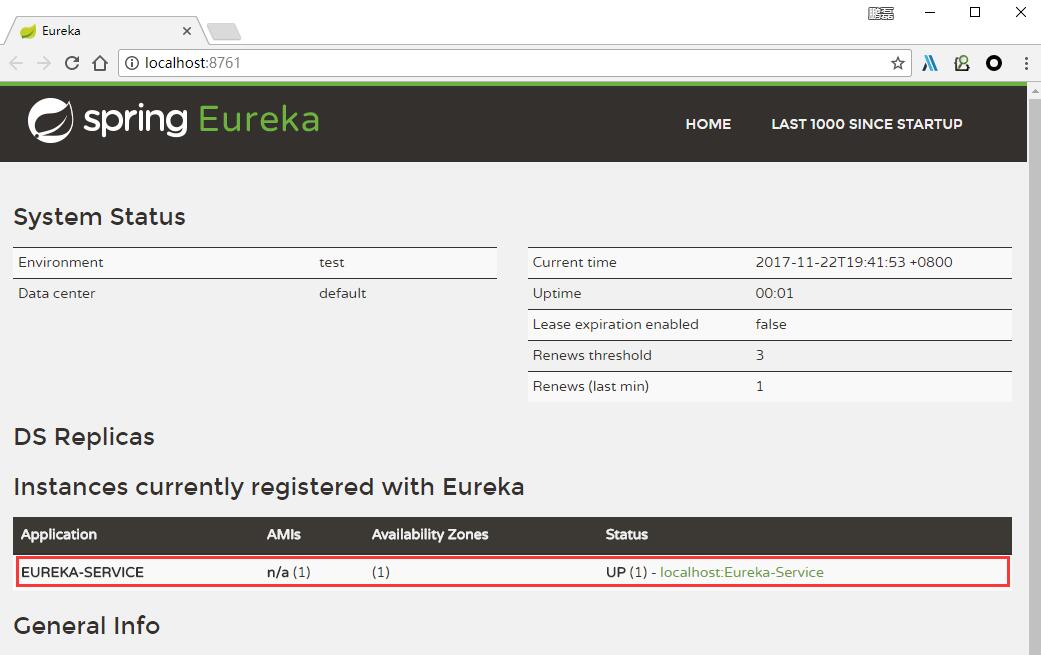 鹏磊
Eureka
localhost:8761
spring Eureka
HOME LAST 1000 SINCE STARTUP
System Status
Environment test
Data center default
Current time 2017-11-22T19:41:53 +0800
Uptime 00:01
Lease expiration enabled false
Renews threshold 3
Renews (last min) 1
DS Replicas
Instances currently registered with Eureka
Application AMIs Availability Zones Status
EUREKA-SERVICE n/a (1) (1) UP (1) - localhost:Eureka-Service
General Info